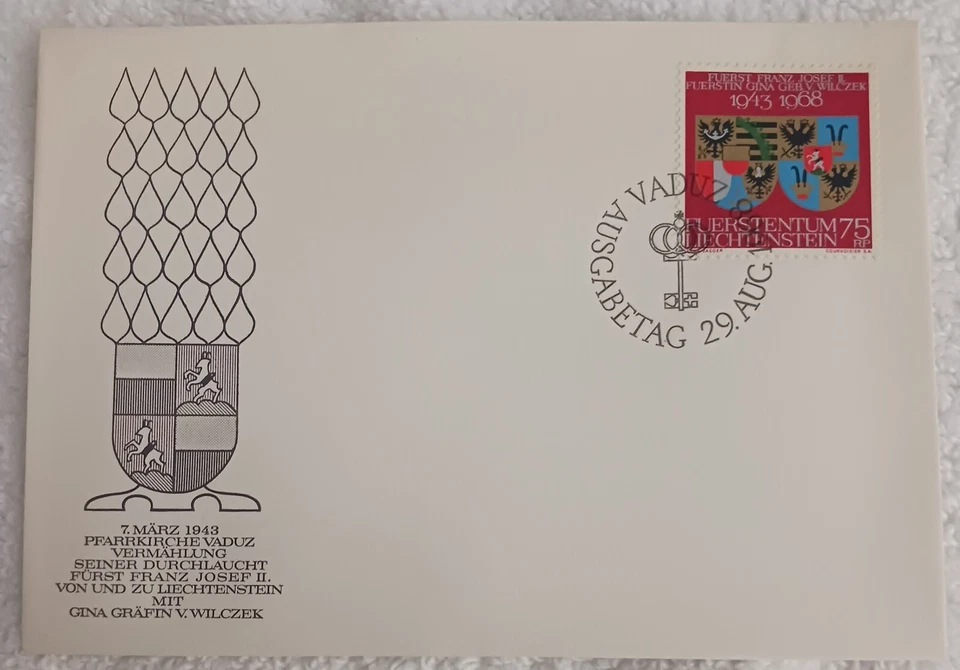 FUERST FRANZ JOSEF II.
FUERSTIN GINA GEB. V. WILCZEK
1943 1968
FUERSTENTUM 75
LIECHTENSTEIN RP.
COURVOISIER S.A.
AUSGABETAG VADUZ
29. AUG. 1968
7. MÄRZ 1943
PFARRKIRCHE VADUZ
VERMÄHLUNG
SEINER DURCHLAUCHT
FÜRST FRANZ JOSEF II.
VON UND ZU LIECHTENSTEIN
MIT
GINA GRÄFIN V. WILCZEK